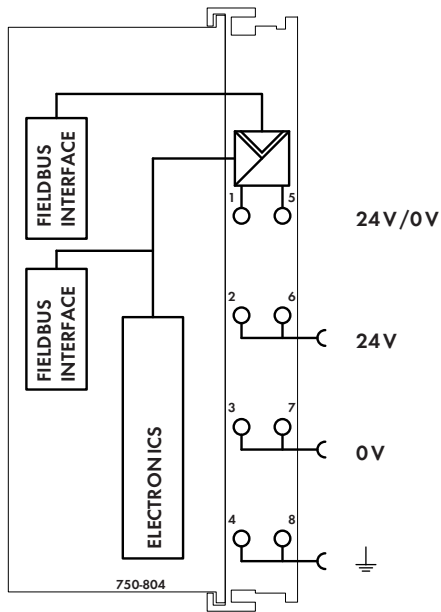 FIELDBUS
INTERFACE
1 5
24V/0V
FIELDBUS
INTERFACE
2 6
24V
ELECTRONICS
3 7
0V
4 8
750-804